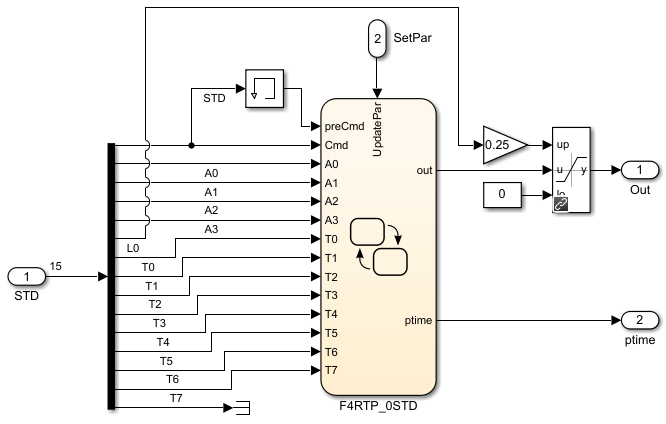 2
SetPar
STD
UpdatePar
preCmd
Cmd
A0
A1
A2
A3
T0
T1
T2
T3
T4
T5
T6
T7
out
ptime
A0
A1
A2
A3
L0
T0
T1
T2
T3
T4
T5
T6
T7
1
STD
15
F4RTP_0STD
0.25
0
up
u
y
lo
1
Out
2
ptime